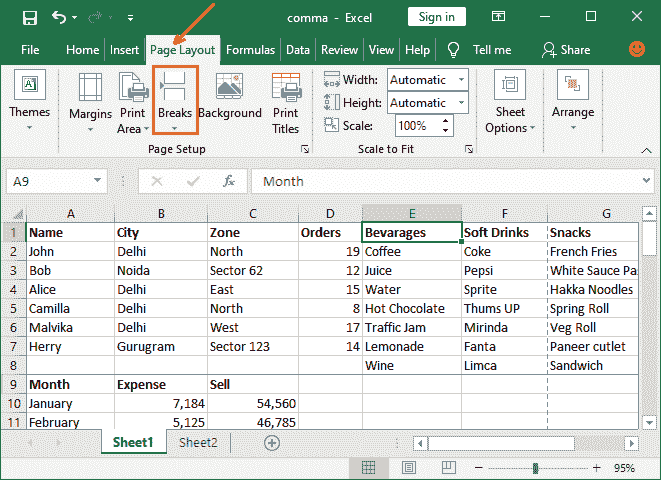 comma - Excel
Sign in
File Home Insert Page Layout Formulas Data Review View Help Tell me Share
Themes
Margins
Print Area
Breaks
Background
Print Titles
Page Setup
Width: Automatic
Height: Automatic
Scale: 100%
Scale to Fit
Sheet Options
Arrange
A9 fx Month
A B C D E F G
1 Name City Zone Orders Bevarages Soft Drinks Snacks
2 John Delhi North 19 Coffee Coke French Fries
3 Bob Noida Sector 62 12 Juice Pepsi White Sauce Pa
4 Alice Delhi East 15 Water Sprite Hakka Noodles
5 Camilla Delhi North 8 Hot Chocolate Thums UP Spring Roll
6 Malvika Delhi West 17 Traffic Jam Mirinda Veg Roll
7 Herry Gurugram Sector 123 14 Lemonade Fanta Paneer cutlet
8 Wine Limca Sandwich
9 Month Expense Sell
10 January 7,184 54,560
11 February 5,125 46,785
Sheet1 Sheet2
95%